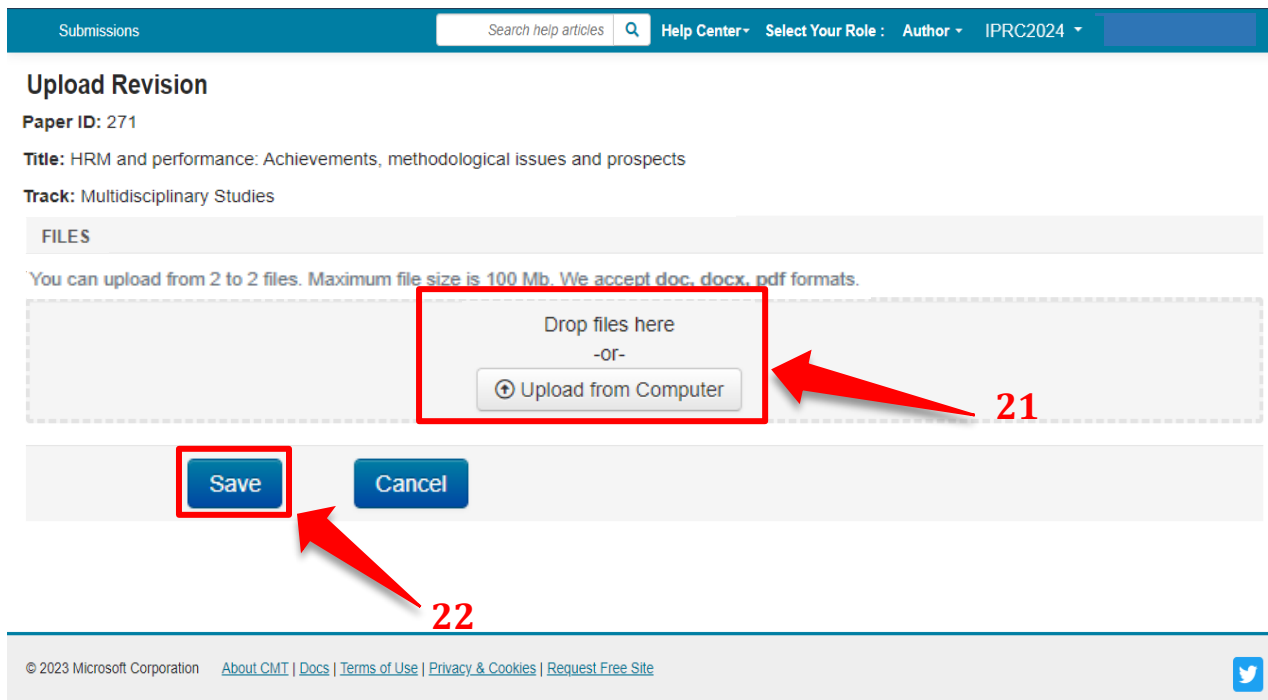 Submissions Search help articles Help Center Select Your Role : Author IPRC2024
Upload Revision
Paper ID: 271
Title: HRM and performance: Achievements, methodological issues and prospects
Track: Multidisciplinary Studies
FILES
You can upload from 2 to 2 files. Maximum file size is 100 Mb. We accept doc, docx, pdf formats.
Drop files here
-or-
Upload from Computer
21
Save Cancel
22
© 2023 Microsoft Corporation About CMT | Docs | Terms of Use | Privacy & Cookies | Request Free Site